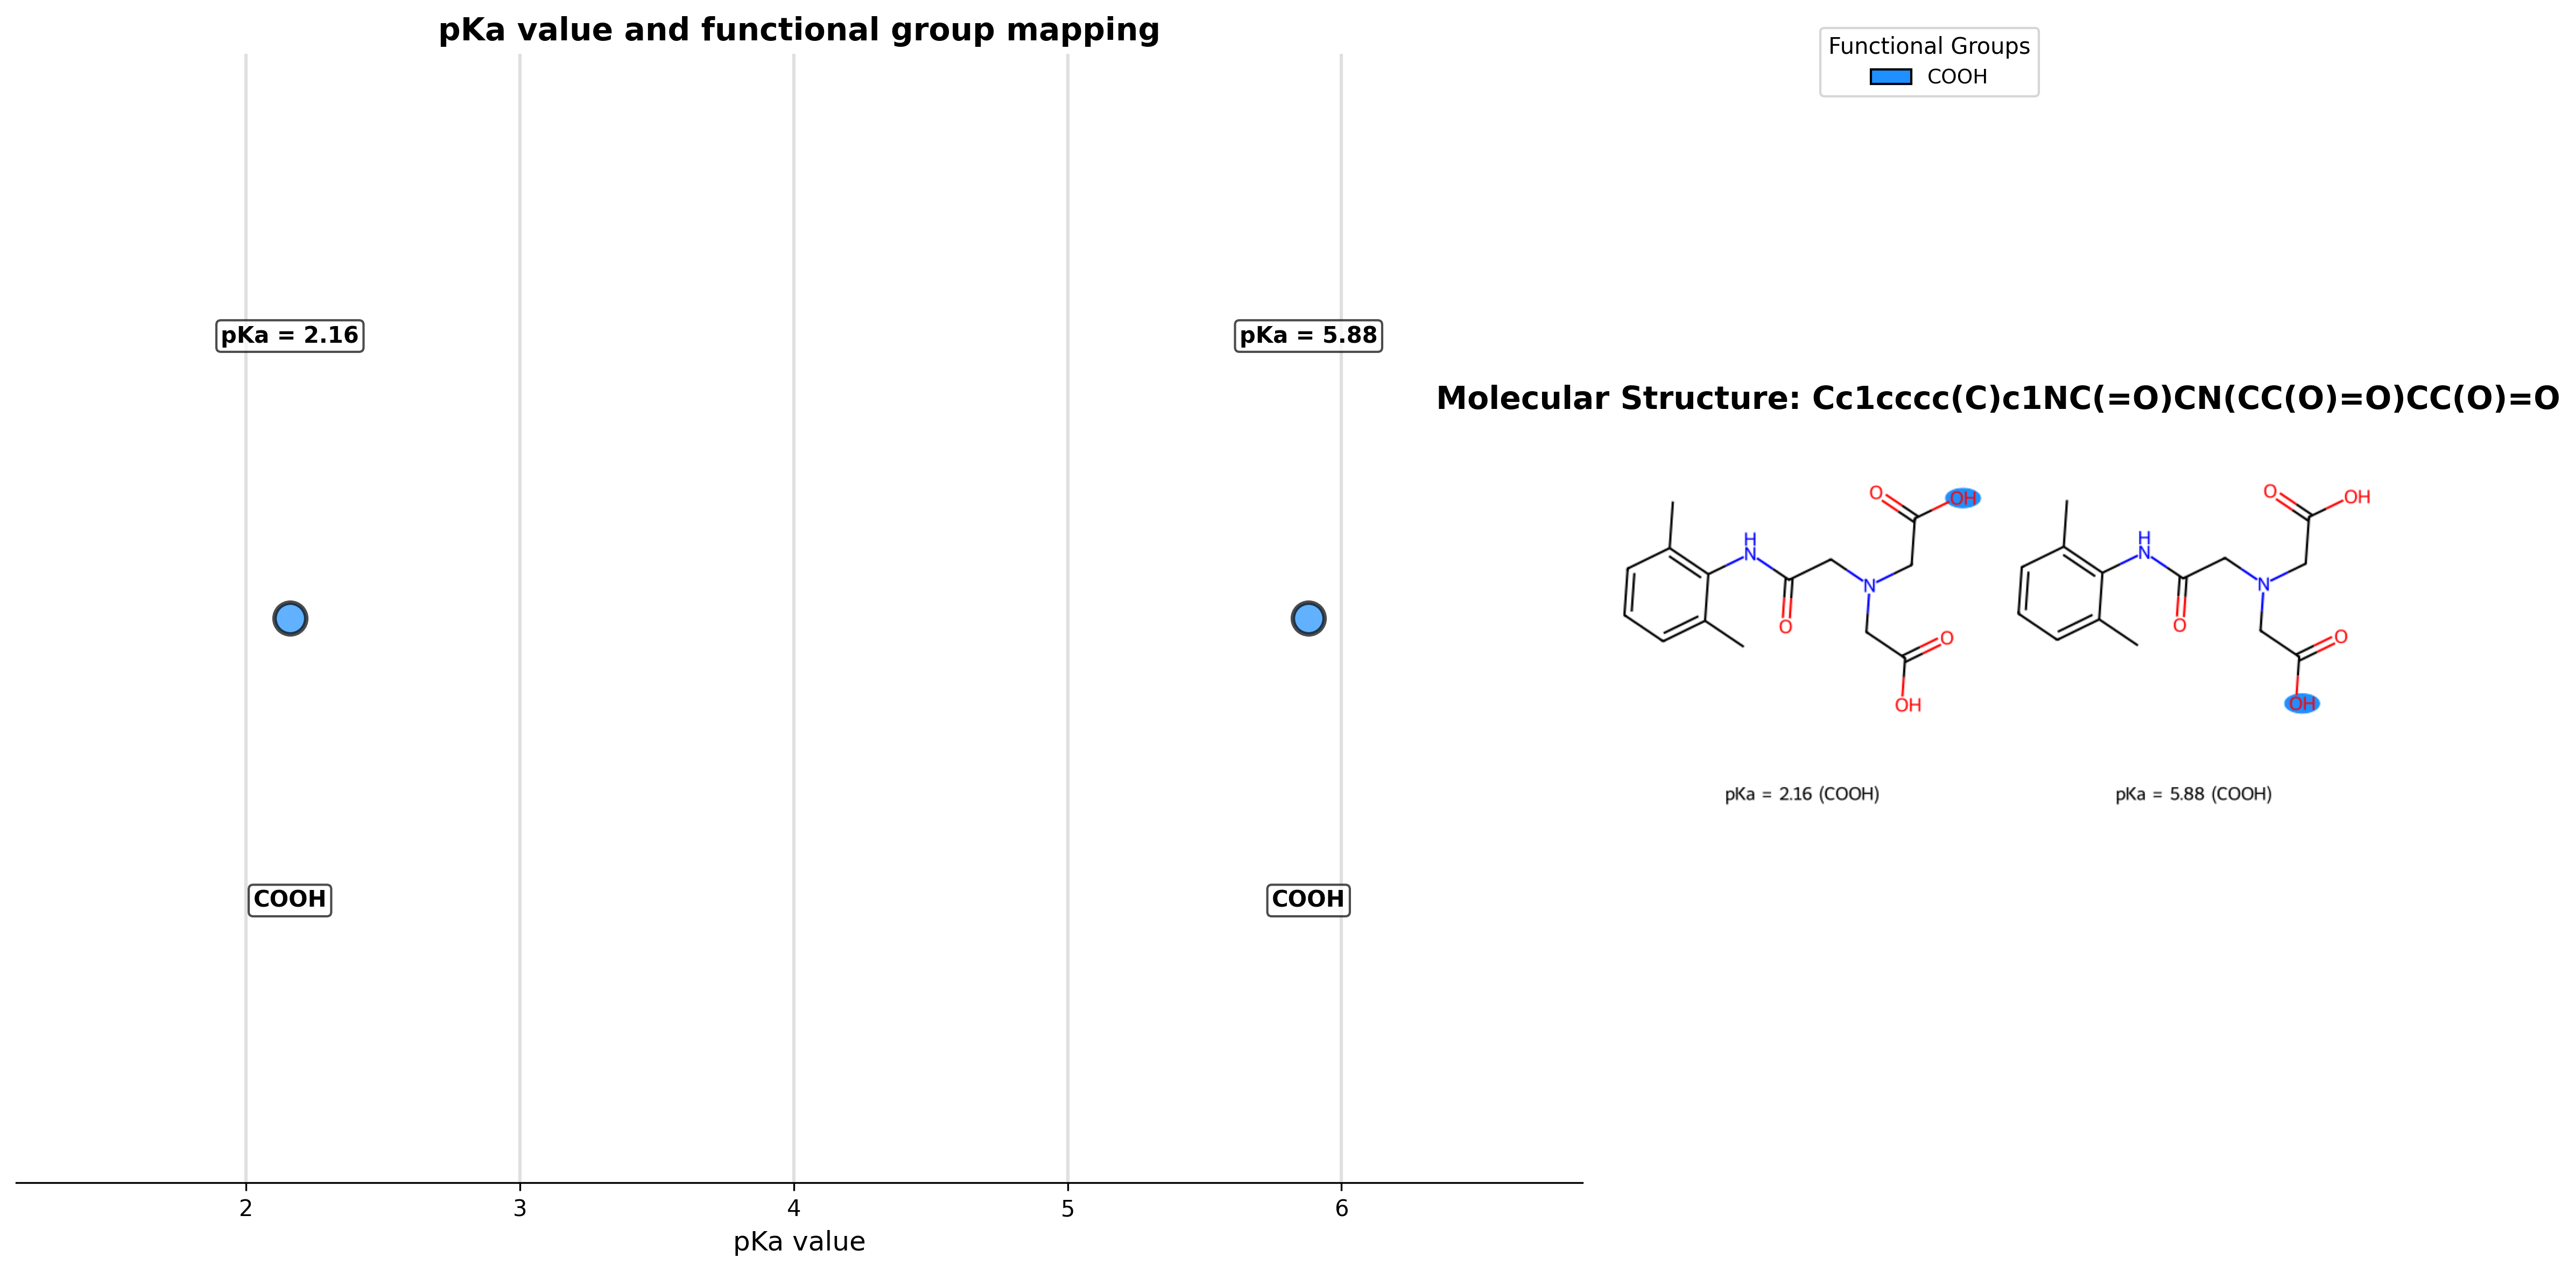 pKa value and functional group mapping
Functional Groups
COOH
pKa = 2.16
pKa = 5.88
COOH
COOH
2 3 4 5 6
pKa value
Molecular Structure: Cc1cccc(C)c1NC(=O)CN(CC(O)=O)CC(O)=O
O OH
H
N
N
O
O
OH
pKa = 2.16 (COOH)
O OH
H
N
N
O
O
OH
pKa = 5.88 (COOH)